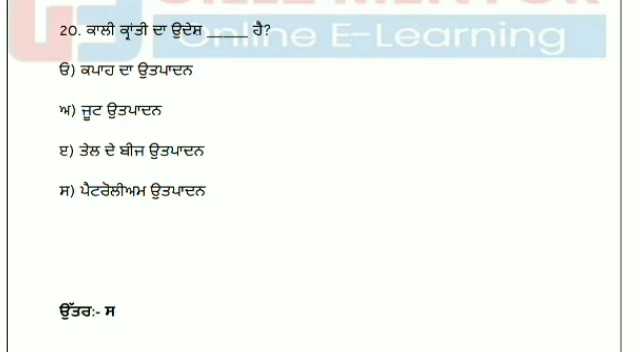 20. ਕਾਲੀ ਕ੍ਰਾਂਤੀ ਦਾ ਉਦੇਸ਼ _____ ਹੈ?
Online E-Learning
ੳ) ਕਪਾਹ ਦਾ ਉਤਪਾਦਨ
ਅ) ਜੂਟ ਉਤਪਾਦਨ
ੲ) ਤੇਲ ਦੇ ਬੀਜ ਉਤਪਾਦਨ
ਸ) ਪੈਟਰੋਲੀਅਮ ਉਤਪਾਦਨ
ਉੱਤਰ:- ਸ